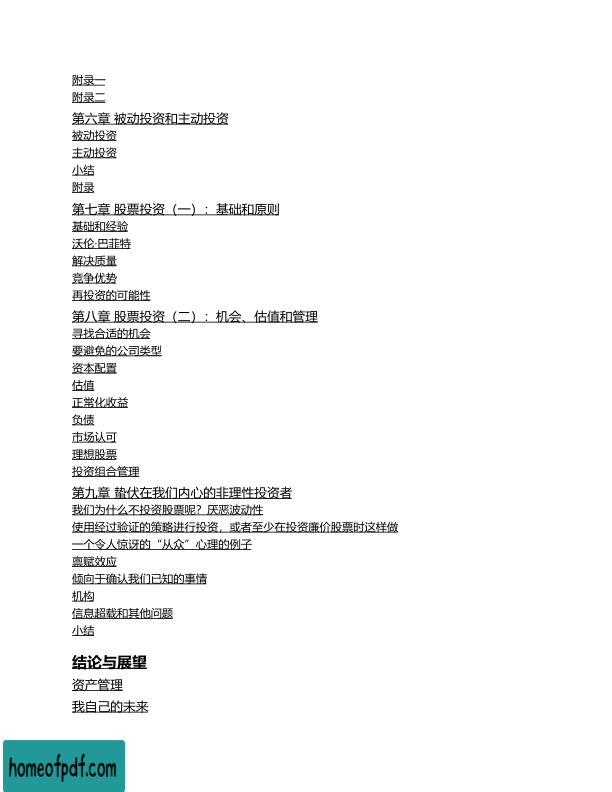 附录一
附录二
第六章 被动投资和主动投资
被动投资
主动投资
小结
附录
第七章 股票投资（一）：基础和原则
基础和经验
沃伦·巴菲特
解决质量
竞争优势
再投资的可能性
第八章 股票投资（二）：机会、估值和管理
寻找合适的机会
要避免的公司类型
资本配置
估值
正常化收益
负债
市场认可
理想股票
投资组合管理
第九章 蛰伏在我们内心的非理性投资者
我们为什么不投资股票呢？厌恶波动性
使用经过验证的策略进行投资，或者至少在投资廉价股票时这样做
一个令人惊讶的“从众”心理的例子
禀赋效应
倾向于确认我们已知的事情
机构
信息超载和其他问题
小结
结论与展望
资产管理
我自己的未来
homeofpdf.com